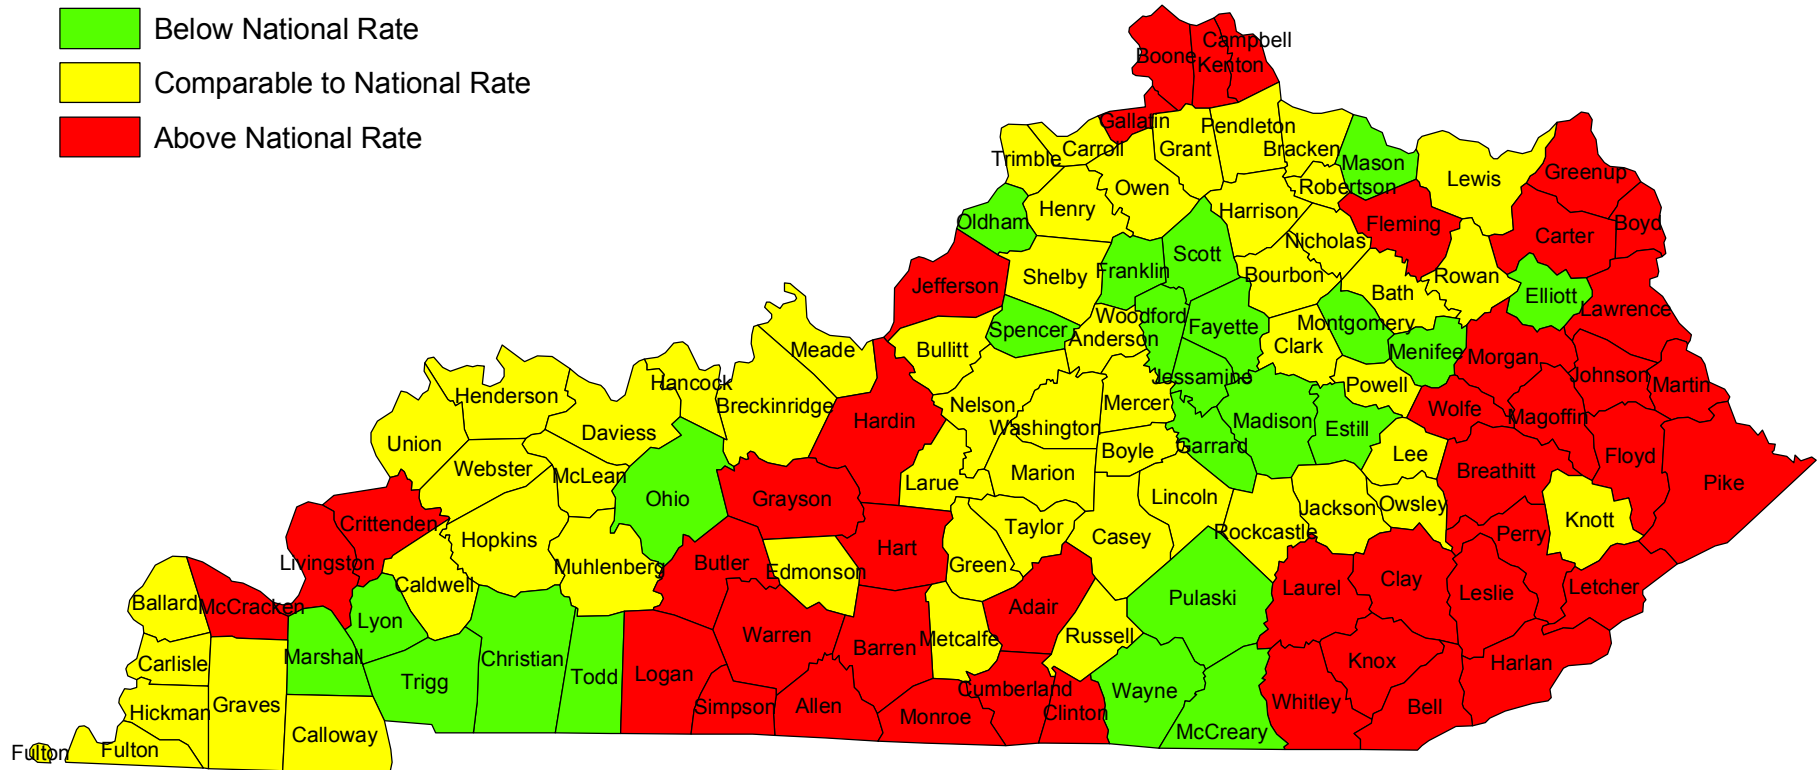 Below National Rate
Comparable to National Rate
Above National Rate
Campbell
Boone
Kenton
Gallatin
Pendleton
Carroll
Grant
Bracken
Trimble
Mason
Robertson
Lewis
Greenup
Owen
Henry
Harrison
Oldham
Fleming
Boyd
Carter
Nicholas
Scott
Franklin
Shelby
Bourbon
Rowan
Jefferson
Bath
Elliott
Lawrence
Woodford
Spencer
Fayette
Montgomery
Anderson
Clark
Bullitt
Meade
Menifee
Morgan
Johnson
Martin
Jessamine
Powell
Hancock
Henderson
Breckinridge
Nelson
Mercer
Wolfe
Magoffin
Hardin
Washington
Madison
Estill
Daviess
Union
Garrard
Boyle
Lee
Floyd
Webster
McLean
Marion
Breathitt
Larue
Ohio
Grayson
Lincoln
Pike
Jackson
Owsley
Crittenden
Taylor
Rockcastle
Knott
Perry
Hopkins
Hart
Casey
Livingston
Butler
Green
Muhlenberg
Edmonson
Caldwell
Clay
Laurel
Leslie
Letcher
Ballard
McCracken
Adair
Pulaski
Lyon
Warren
Russell
Metcalfe
Barren
Marshall
Christian
Carlisle
Knox
Harlan
Trigg
Todd
Logan
Cumberland
Wayne
Graves
Simpson
Allen
Whitley
Bell
Hickman
Monroe
Clinton
McCreary
Calloway
Fulton
Fulton